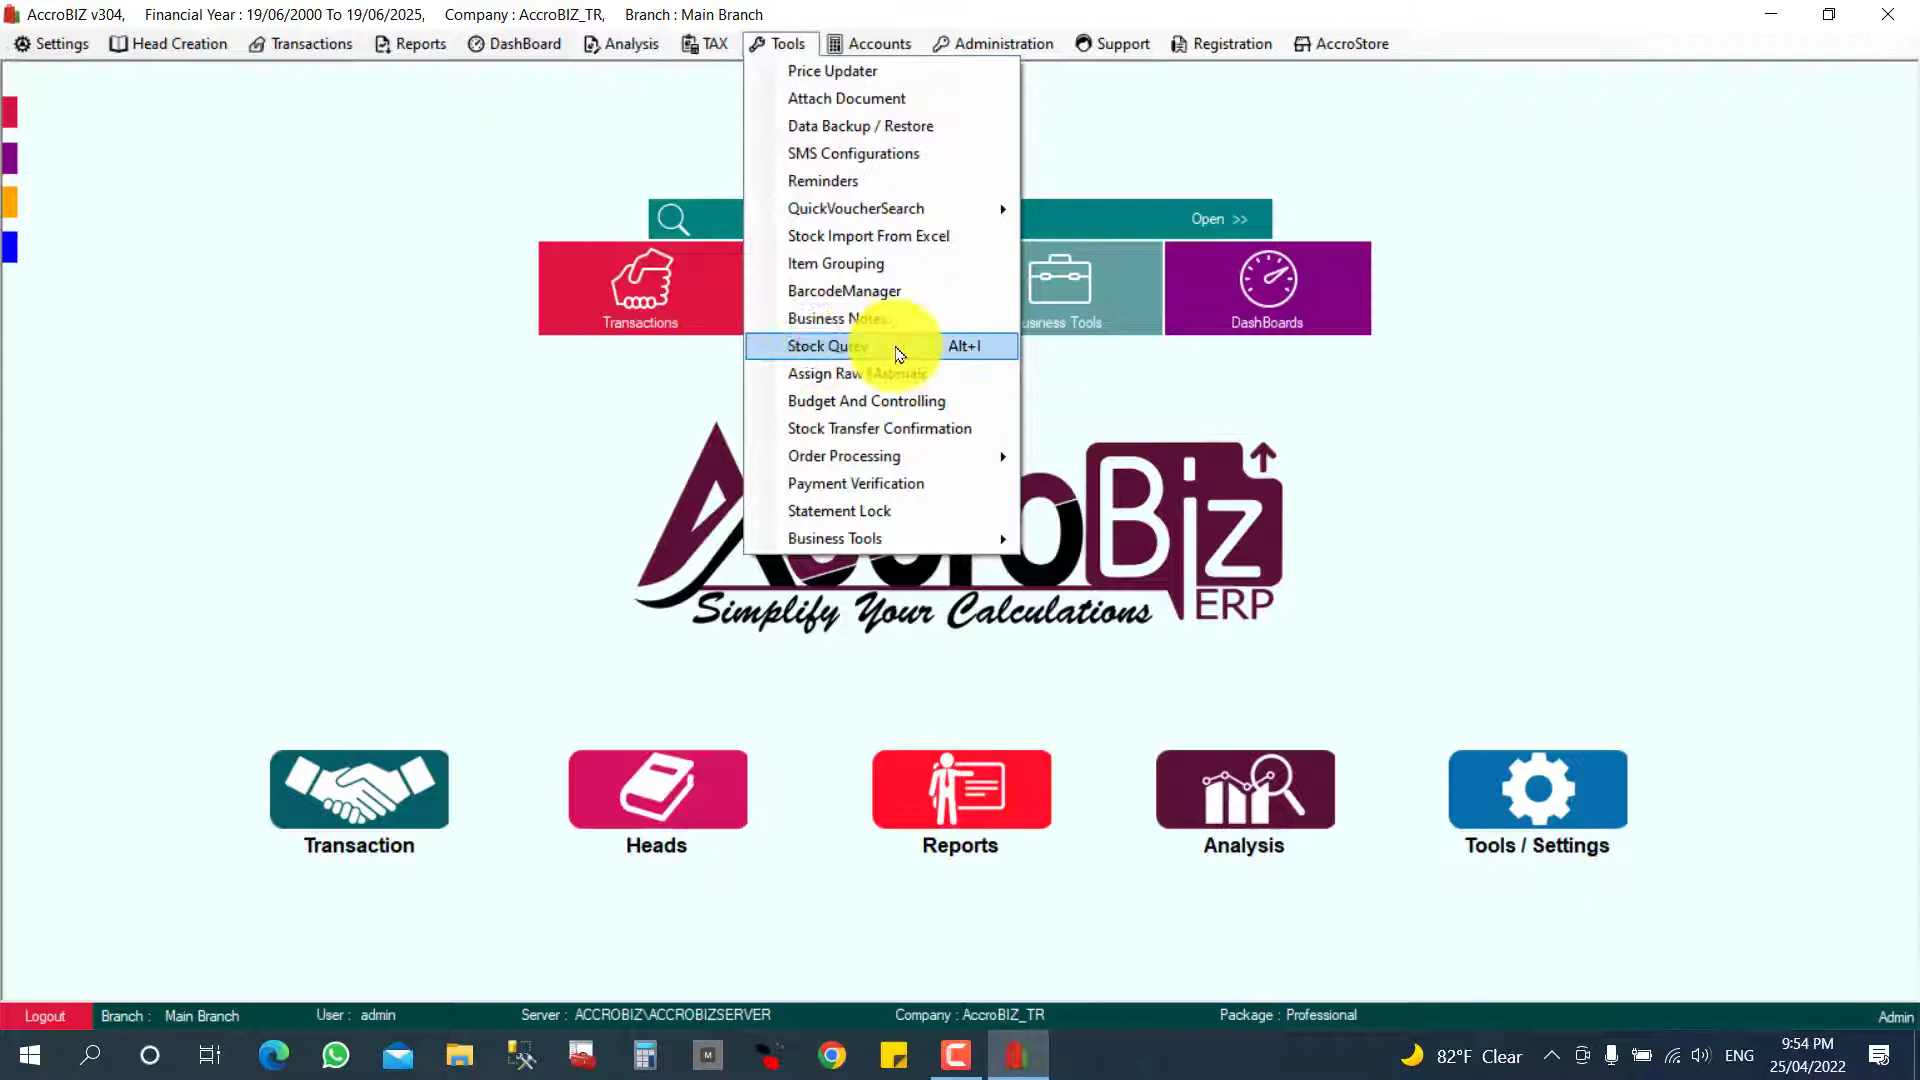 AccroBIZ v304, Financial Year : 19/06/2000 To 19/06/2025, Company : AccroBIZ_TR, Branch : Main Branch
Settings Head Creation Transactions Reports DashBoard Analysis TAX Tools Accounts Administration Support Registration AccroStore
Price Updater
Attach Document
Data Backup / Restore
SMS Configurations
Reminders
QuickVoucherSearch
Stock Import From Excel
Item Grouping
BarcodeManager
Business Notes
Stock Qurey Alt+I
Assign Raw Materials
Budget And Controlling
Stock Transfer Confirmation
Order Processing
Payment Verification
Statement Lock
Business Tools
Open >>
Transactions
DashBoards
Biz
Simplify Your Calculations
ERP
Transaction Heads Reports Analysis Tools / Settings
Logout Branch : Main Branch User : admin Server : ACCROBIZ\ACCROBIZSERVER Company : AccroBIZ_TR Package : Professional Admin
82°F Clear ENG
9:54 PM
25/04/2022